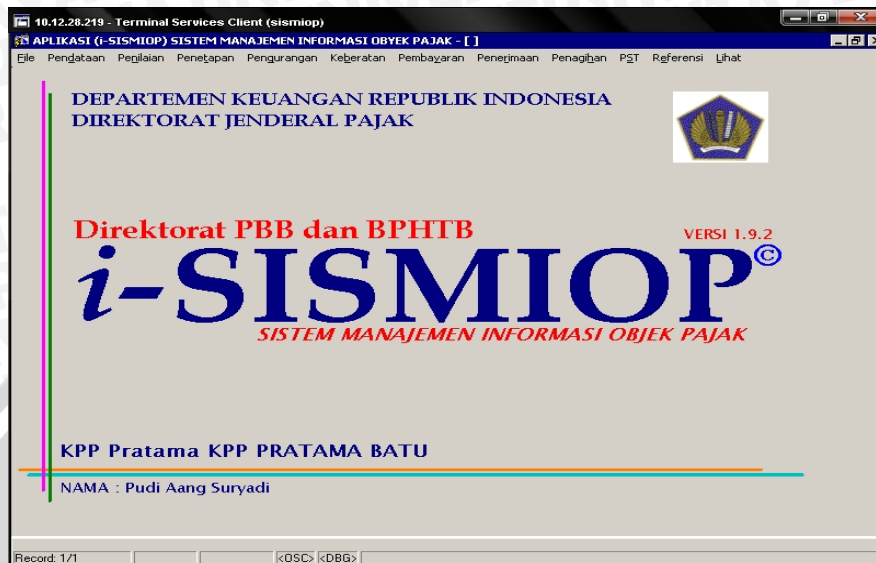 10.12.28.219 - Terminal Services Client (sismiop)
APLIKASI (i-SISMIOP) SISTEM MANAJEMEN INFORMASI OBYEK PAJAK - [ ]
File Pendataan Penilaian Penetapan Pengurangan Keberatan Pembayaran Penerimaan Penagihan PST Referensi Lihat
DEPARTEMEN KEUANGAN REPUBLIK INDONESIA
DIREKTORAT JENDERAL PAJAK
Direktorat PBB dan BPHTB
VERSI 1.9.2
i-SISMIOP©
SISTEM MANAJEMEN INFORMASI OBJEK PAJAK
KPP Pratama KPP PRATAMA BATU
NAMA : Pudi Aang Suryadi
Record: 1/1 <OSC> <DBG>